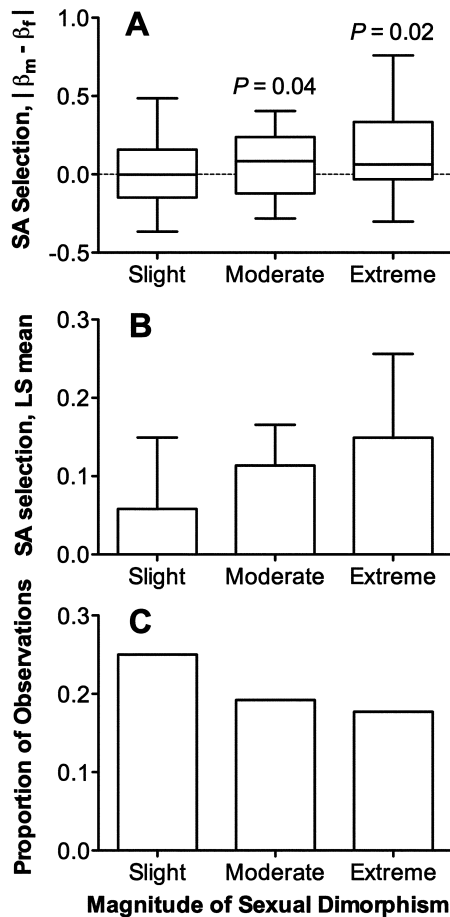 A
SA Selection, | βm - βf |
1.0
0.5
0.0
-0.5
P = 0.04
P = 0.02
Slight Moderate Extreme
B
SA selection, LS mean
0.3
0.2
0.1
0.0
Slight Moderate Extreme
C
Proportion of Observations
0.3
0.2
0.1
0.0
Slight Moderate Extreme
Magnitude of Sexual Dimorphism